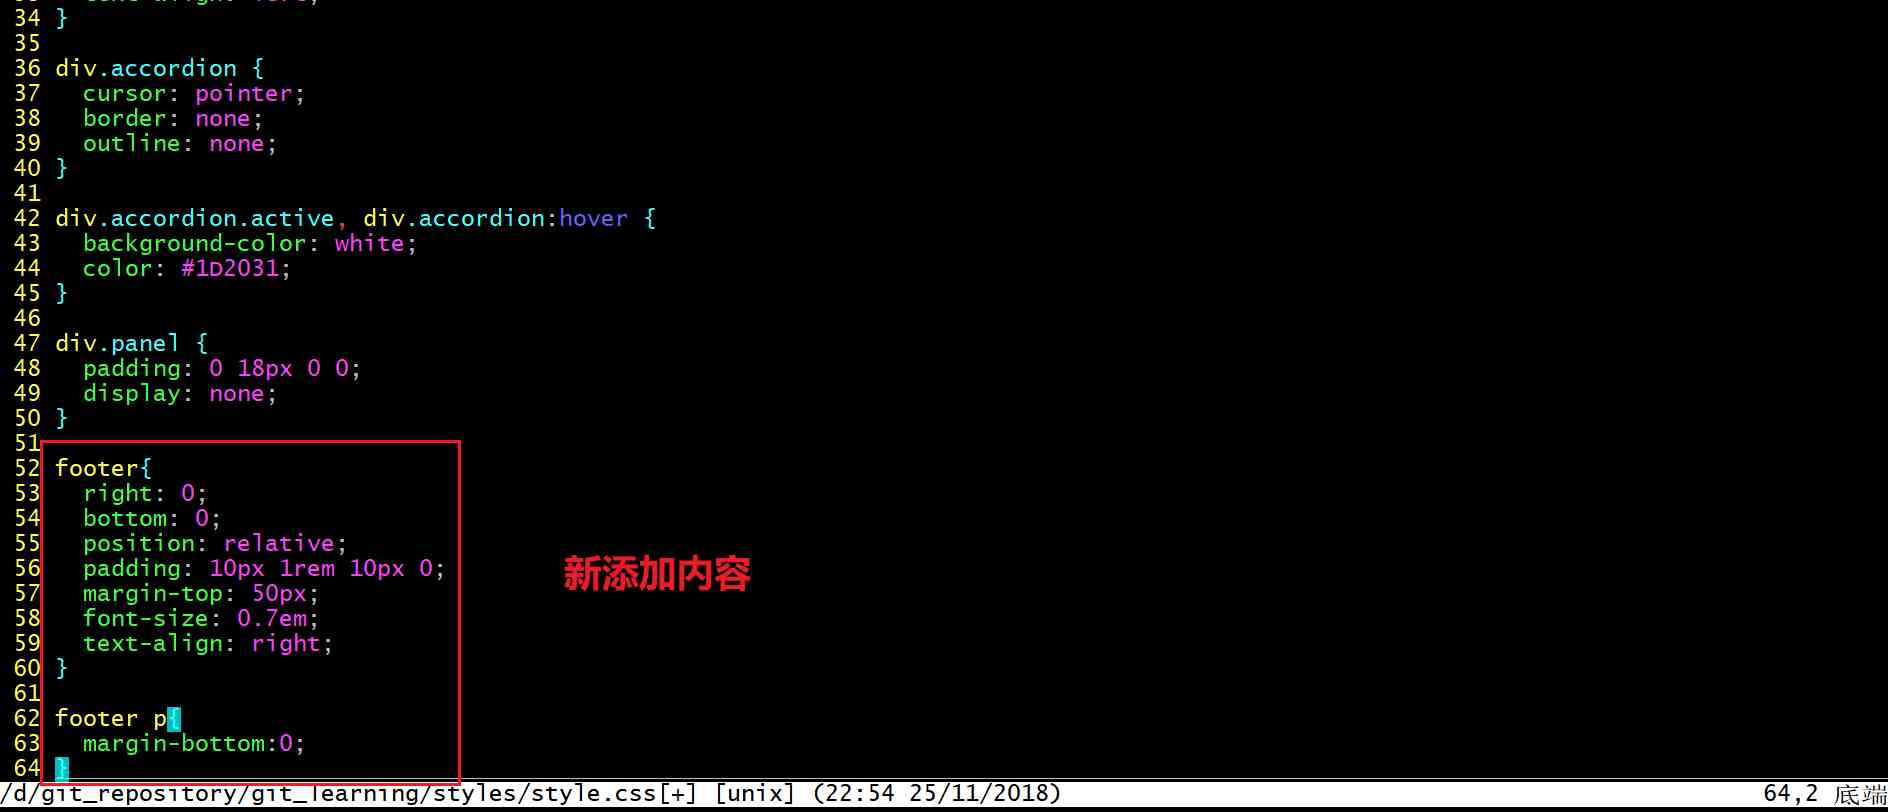 34 }
35
36 div.accordion {
37   cursor: pointer;
38   border: none;
39   outline: none;
40 }
41
42 div.accordion.active, div.accordion:hover {
43   background-color: white;
44   color: #1D2031;
45 }
46
47 div.panel {
48   padding: 0 18px 0 0;
49   display: none;
50 }
51
52 footer{
53   right: 0;
54   bottom: 0;
55   position: relative;
56   padding: 10px 1rem 10px 0;
57   margin-top: 50px;
58   font-size: 0.7em;
59   text-align: right;
60 }
61
62 footer p{
63   margin-bottom:0;
64 }
新添加内容
/d/git_repository/git_learning/styles/style.css[+] [unix] (22:54 25/11/2018) 64,2 底端